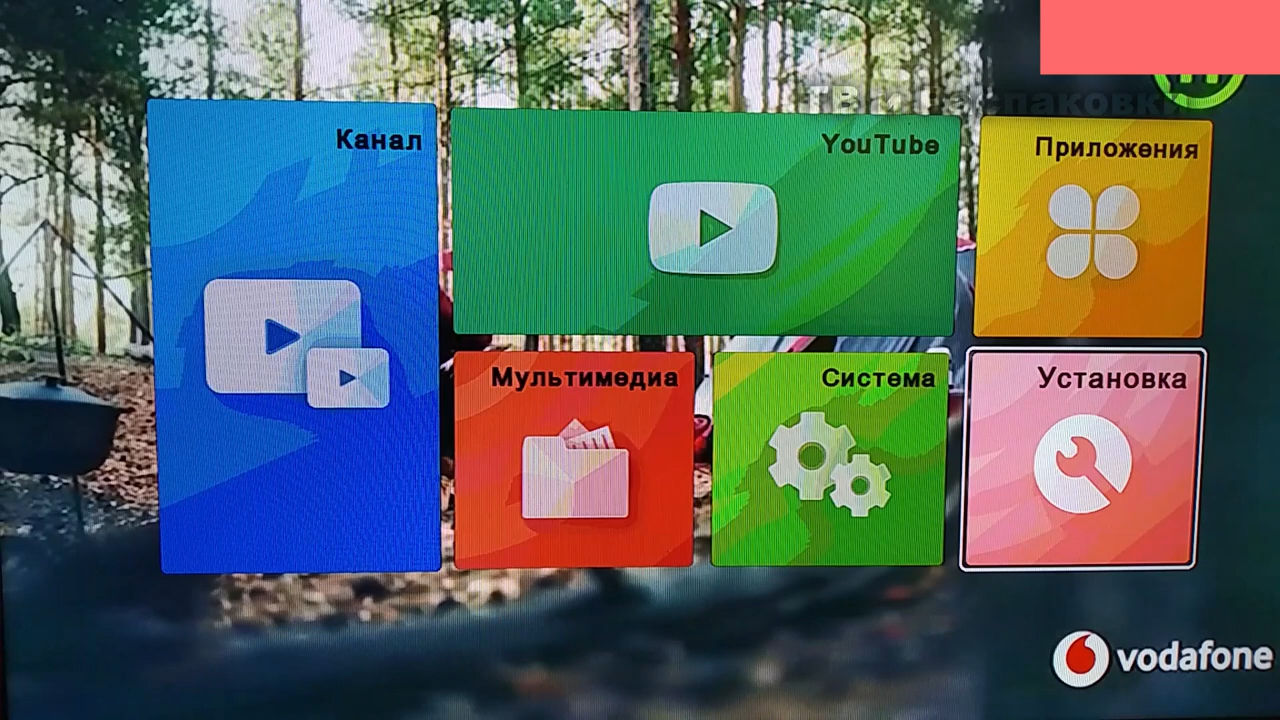 Канал
YouTube
Приложения
Мультимедиа
Система
Установка
vodafone